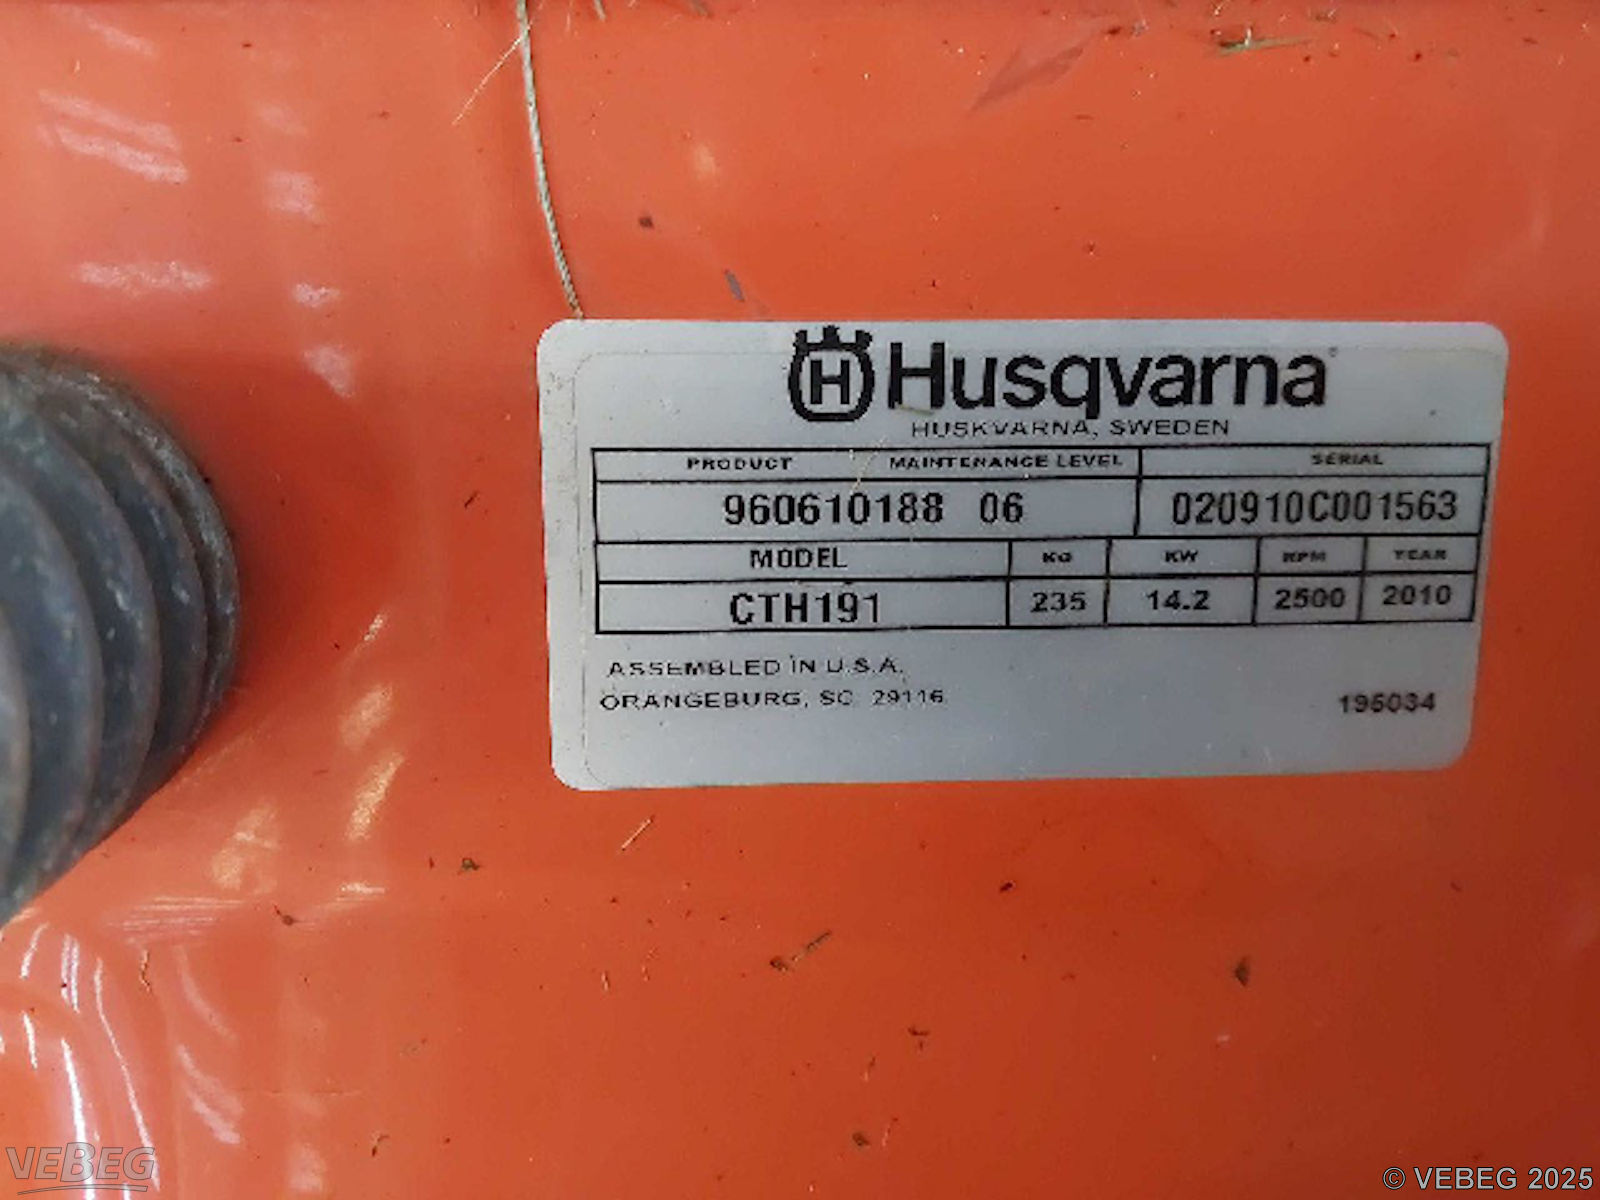 H Husqvarna
HUSKVARNA, SWEDEN
PRODUCT MAINTENANCE LEVEL SERIAL
960610188 06 020910C001563
MODEL KG KW RPM YEAR
CTH191 235 14.2 2500 2010
ASSEMBLED IN U.S.A.
ORANGEBURG, SC 29116
195034
VEBEG
© VEBEG 2025